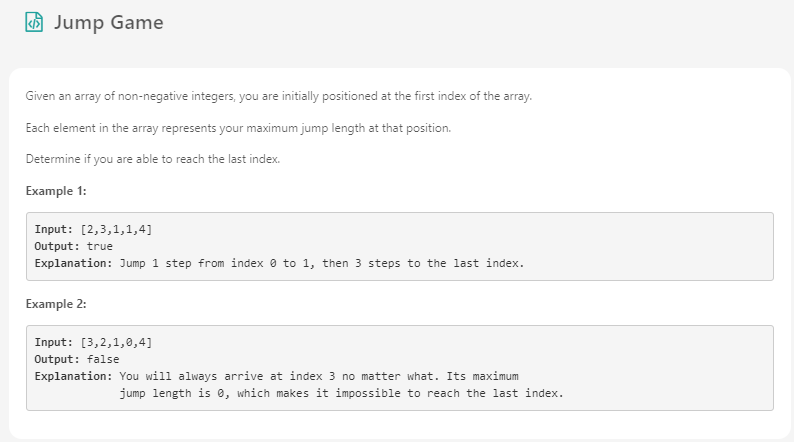 Jump Game
Given an array of non-negative integers, you are initially positioned at the first index of the array.
Each element in the array represents your maximum jump length at that position.
Determine if you are able to reach the last index.
Example 1:
Input: [2,3,1,1,4]
Output: true
Explanation: Jump 1 step from index 0 to 1, then 3 steps to the last index.
Example 2:
Input: [3,2,1,0,4]
Output: false
Explanation: You will always arrive at index 3 no matter what. Its maximum
jump length is 0, which makes it impossible to reach the last index.